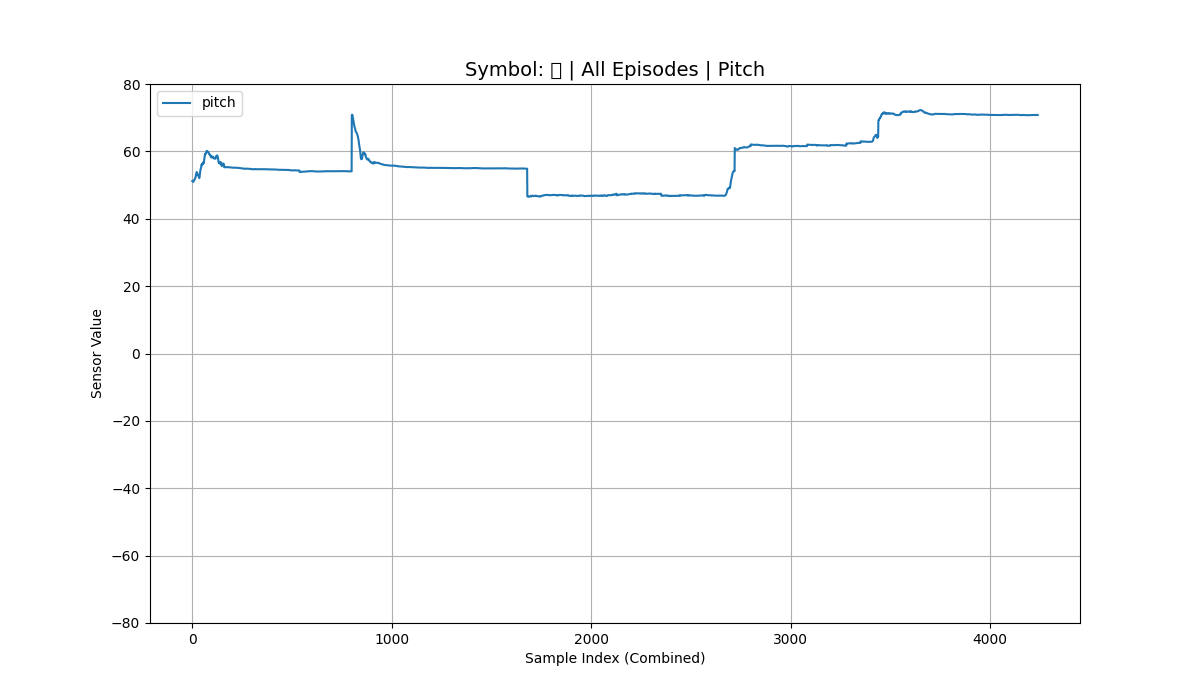 Symbol: ▯ | All Episodes | Pitch
pitch
80
60
40
20
0
−20
−40
−60
−80
Sensor Value
0 1000 2000 3000 4000
Sample Index (Combined)